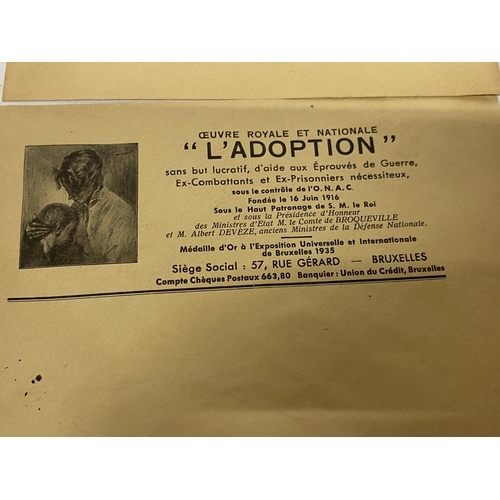 ŒUVRE ROYALE ET NATIONALE
"L'ADOPTION"
sans but lucratif, d'aide aux Éprouvés de Guerre,
Ex-Combattants et Ex-Prisonniers nécessiteux,
sous le contrôle de l'O. N. A. C.
Fondée le 16 Juin 1916
Sous le Haut Patronage de S. M. le Roi
et sous la Présidence d'Honneur
des Ministres d'Etat M. le Comte de BROQUEVILLE
et M. Albert DEVÈZE, anciens Ministres de la Défense Nationale.
Médaille d'Or à l'Exposition Universelle et Internationale
de Bruxelles 1935
Siège Social : 57, RUE GÉRARD — BRUXELLES
Compte Chèques Postaux 663,80 Banquier : Union du Crédit, Bruxelles